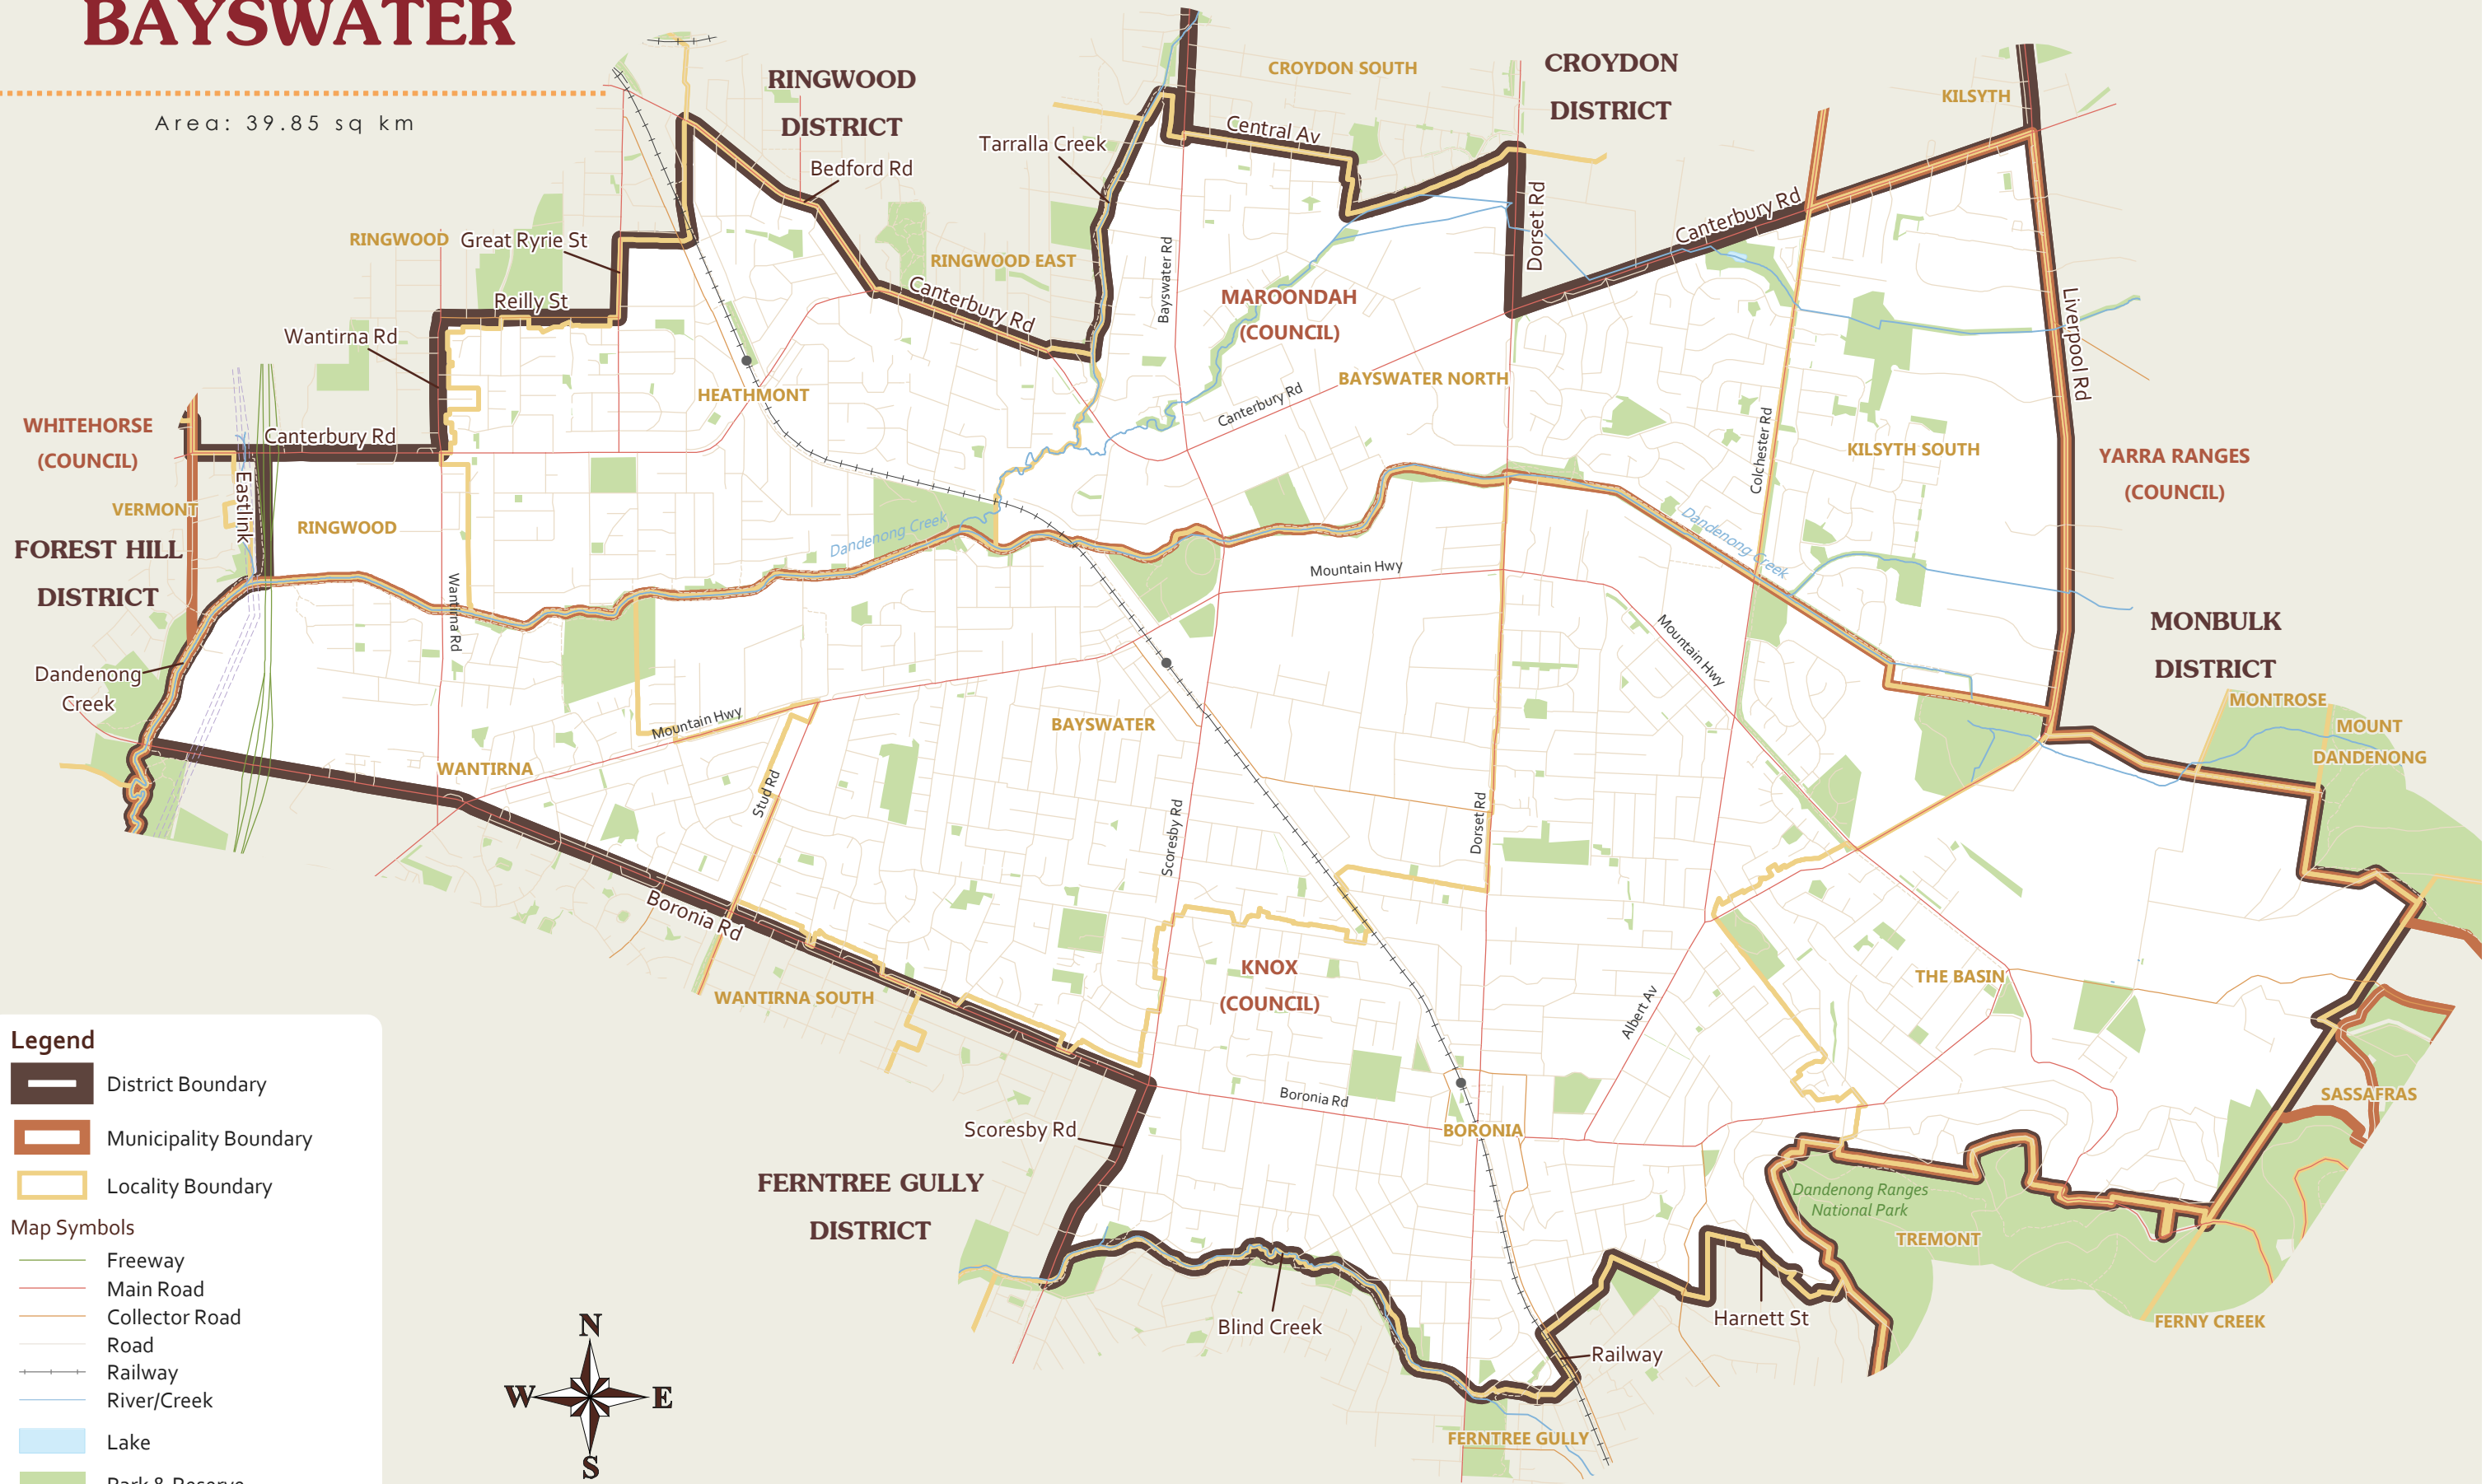 BAYSWATER
Area: 39.85 sq km
RINGWOOD
DISTRICT
CROYDON SOUTH
CROYDON
DISTRICT
KILSYTH
Central Av
Tarralla Creek
Bedford Rd
Dorset Rd
Canterbury Rd
RINGWOOD
Great Ryrie St
RINGWOOD EAST
Bayswater Rd
Reilly St
Canterbury Rd
MAROONDAH
(COUNCIL)
Liverpool Rd
Wantirna Rd
HEATHMONT
BAYSWATER NORTH
Canterbury Rd
WHITEHORSE
(COUNCIL)
Canterbury Rd
Colchester Rd
KILSYTH SOUTH
YARRA RANGES
(COUNCIL)
Eastlink
VERMONT
RINGWOOD
Dandenong Creek
Dandenong Creek
FOREST HILL
DISTRICT
Mountain Hwy
Wantirna Rd
Mountain Hwy
MONBULK
DISTRICT
Dandenong
Creek
MONTROSE
MOUNT
DANDENONG
Mountain Hwy
BAYSWATER
WANTIRNA
Stud Rd
Scoresby Rd
Dorset Rd
Boronia Rd
KNOX
(COUNCIL)
THE BASIN
WANTIRNA SOUTH
Albert Av
Boronia Rd
SASSAFRAS
Scoresby Rd
BORONIA
FERNTREE GULLY
DISTRICT
Dandenong Ranges
National Park
TREMONT
Blind Creek
Harnett St
FERNY CREEK
Railway
FERNTREE GULLY
Legend
District Boundary
Municipality Boundary
Locality Boundary
Map Symbols
Freeway
Main Road
Collector Road
Road
Railway
River/Creek
Lake
Park & Reserve
N
W
E
S